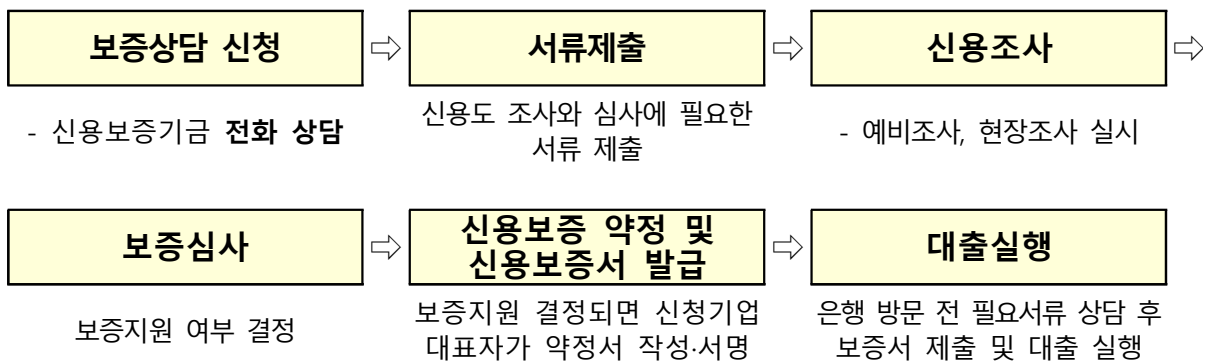 보증상담 신청 ⇨ 서류제출 ⇨ 신용조사 ⇨
- 신용보증기금 전화 상담
신용도 조사와 심사에 필요한
서류 제출
- 예비조사, 현장조사 실시
보증심사 ⇨ 신용보증 약정 및
신용보증서 발급 ⇨ 대출실행
보증지원 여부 결정
보증지원 결정되면 신청기업
대표자가 약정서 작성·서명
은행 방문 전 필요서류 상담 후
보증서 제출 및 대출 실행